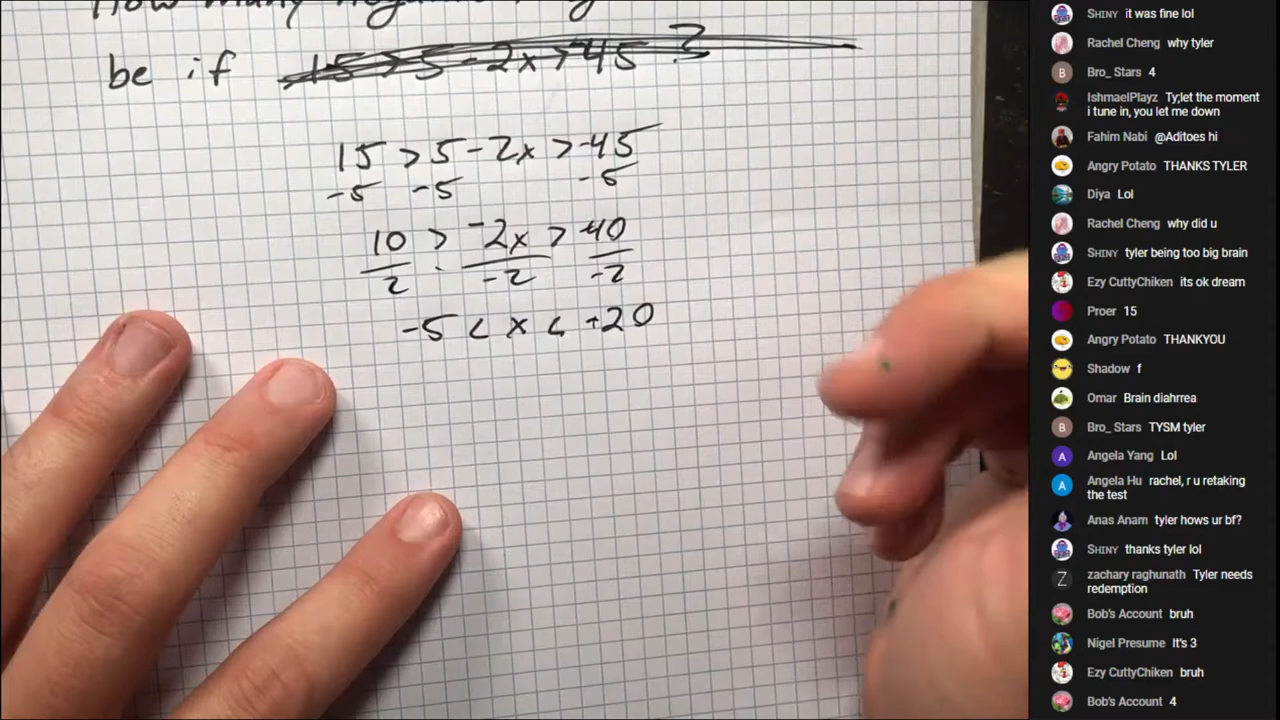 How many
be if 15 > 5 - 2x > 45 ?
15 > 5 - 2x > -45
-5 -5 -5
10 > -2x > -40
2 -2 -2
-5 < x < +20
SHINY it was fine lol
Rachel Cheng why tyler
Bro_ Stars 4
IshmaelPlayz Ty;let the moment
i tune in, you let me down
Fahim Nabi @Aditoes hi
Angry Potato THANKS TYLER
Diya Lol
Rachel Cheng why did u
SHINY tyler being too big brain
Ezy CuttyChiken its ok dream
Proer 15
Angry Potato THANKYOU
Shadow f
Omar Brain diahrrea
Bro_ Stars TYSM tyler
Angela Yang Lol
Angela Hu rachel, r u retaking
the test
Anas Anam tyler hows ur bf?
SHINY thanks tyler lol
zachary raghunath Tyler needs
redemption
Bob's Account bruh
Nigel Presume It's 3
Ezy CuttyChiken bruh
Bob's Account 4